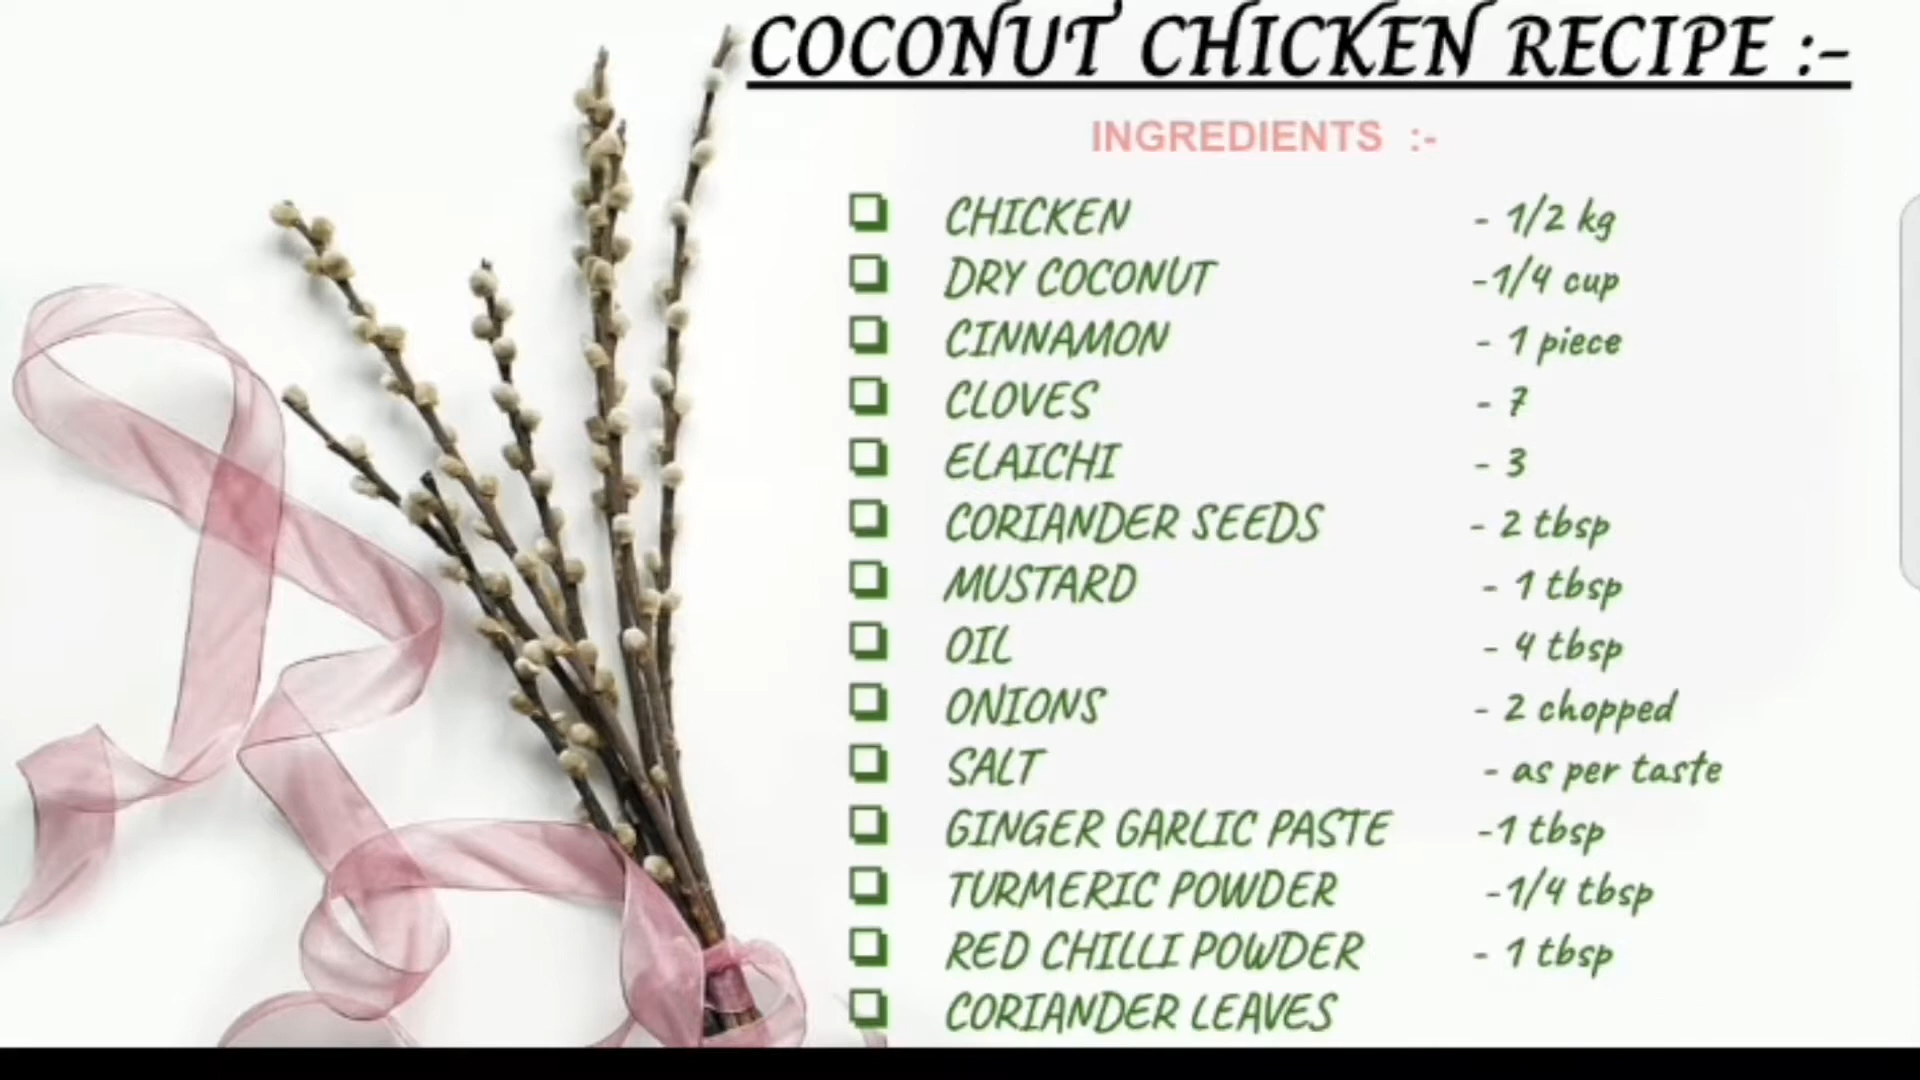 COCONUT CHICKEN RECIPE :-
INGREDIENTS :-
CHICKEN - 1/2 kg
DRY COCONUT -1/4 cup
CINNAMON - 1 piece
CLOVES - 7
ELAICHI - 3
CORIANDER SEEDS - 2 tbsp
MUSTARD - 1 tbsp
OIL - 4 tbsp
ONIONS - 2 chopped
SALT - as per taste
GINGER GARLIC PASTE -1 tbsp
TURMERIC POWDER -1/4 tbsp
RED CHILLI POWDER - 1 tbsp
CORIANDER LEAVES